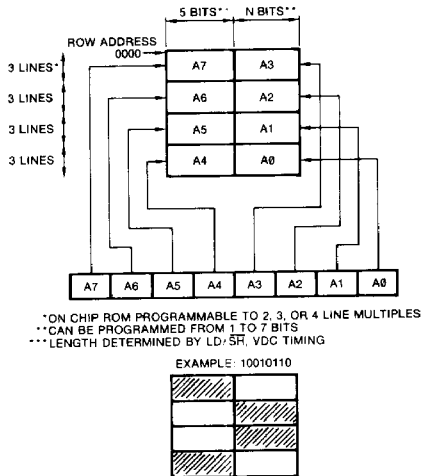 5 BITS** N BITS**
ROW ADDRESS
0000
3 LINES* A7 A3
3 LINES A6 A2
3 LINES A5 A1
3 LINES A4 A0
A7 A6 A5 A4 A3 A2 A1 A0
*ON CHIP ROM PROGRAMMABLE TO 2, 3, OR 4 LINE MULTIPLES
**CAN BE PROGRAMMED FROM 1 TO 7 BITS
***LENGTH DETERMINED BY LD/SH, VDC TIMING
EXAMPLE: 10010110